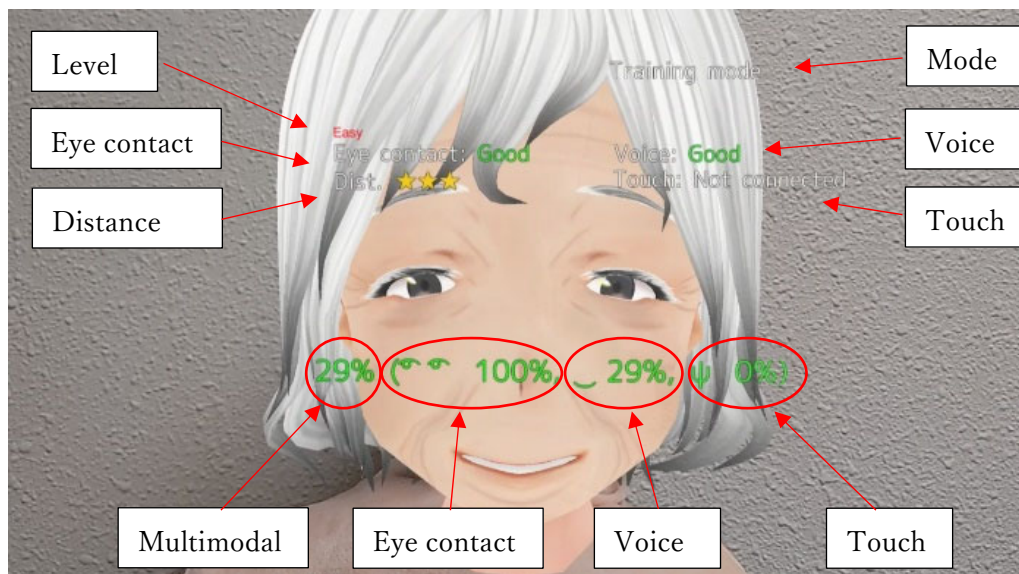 Level
Mode
Training mode
Easy
Eye contact
Eye contact: Good
Voice: Good
Voice
Dist. ★★★
Touch: Not connected
Distance
Touch
29% (ᖗ ᖗ 100%, ‿ 29%, ψ 0%)
Multimodal
Eye contact
Voice
Touch